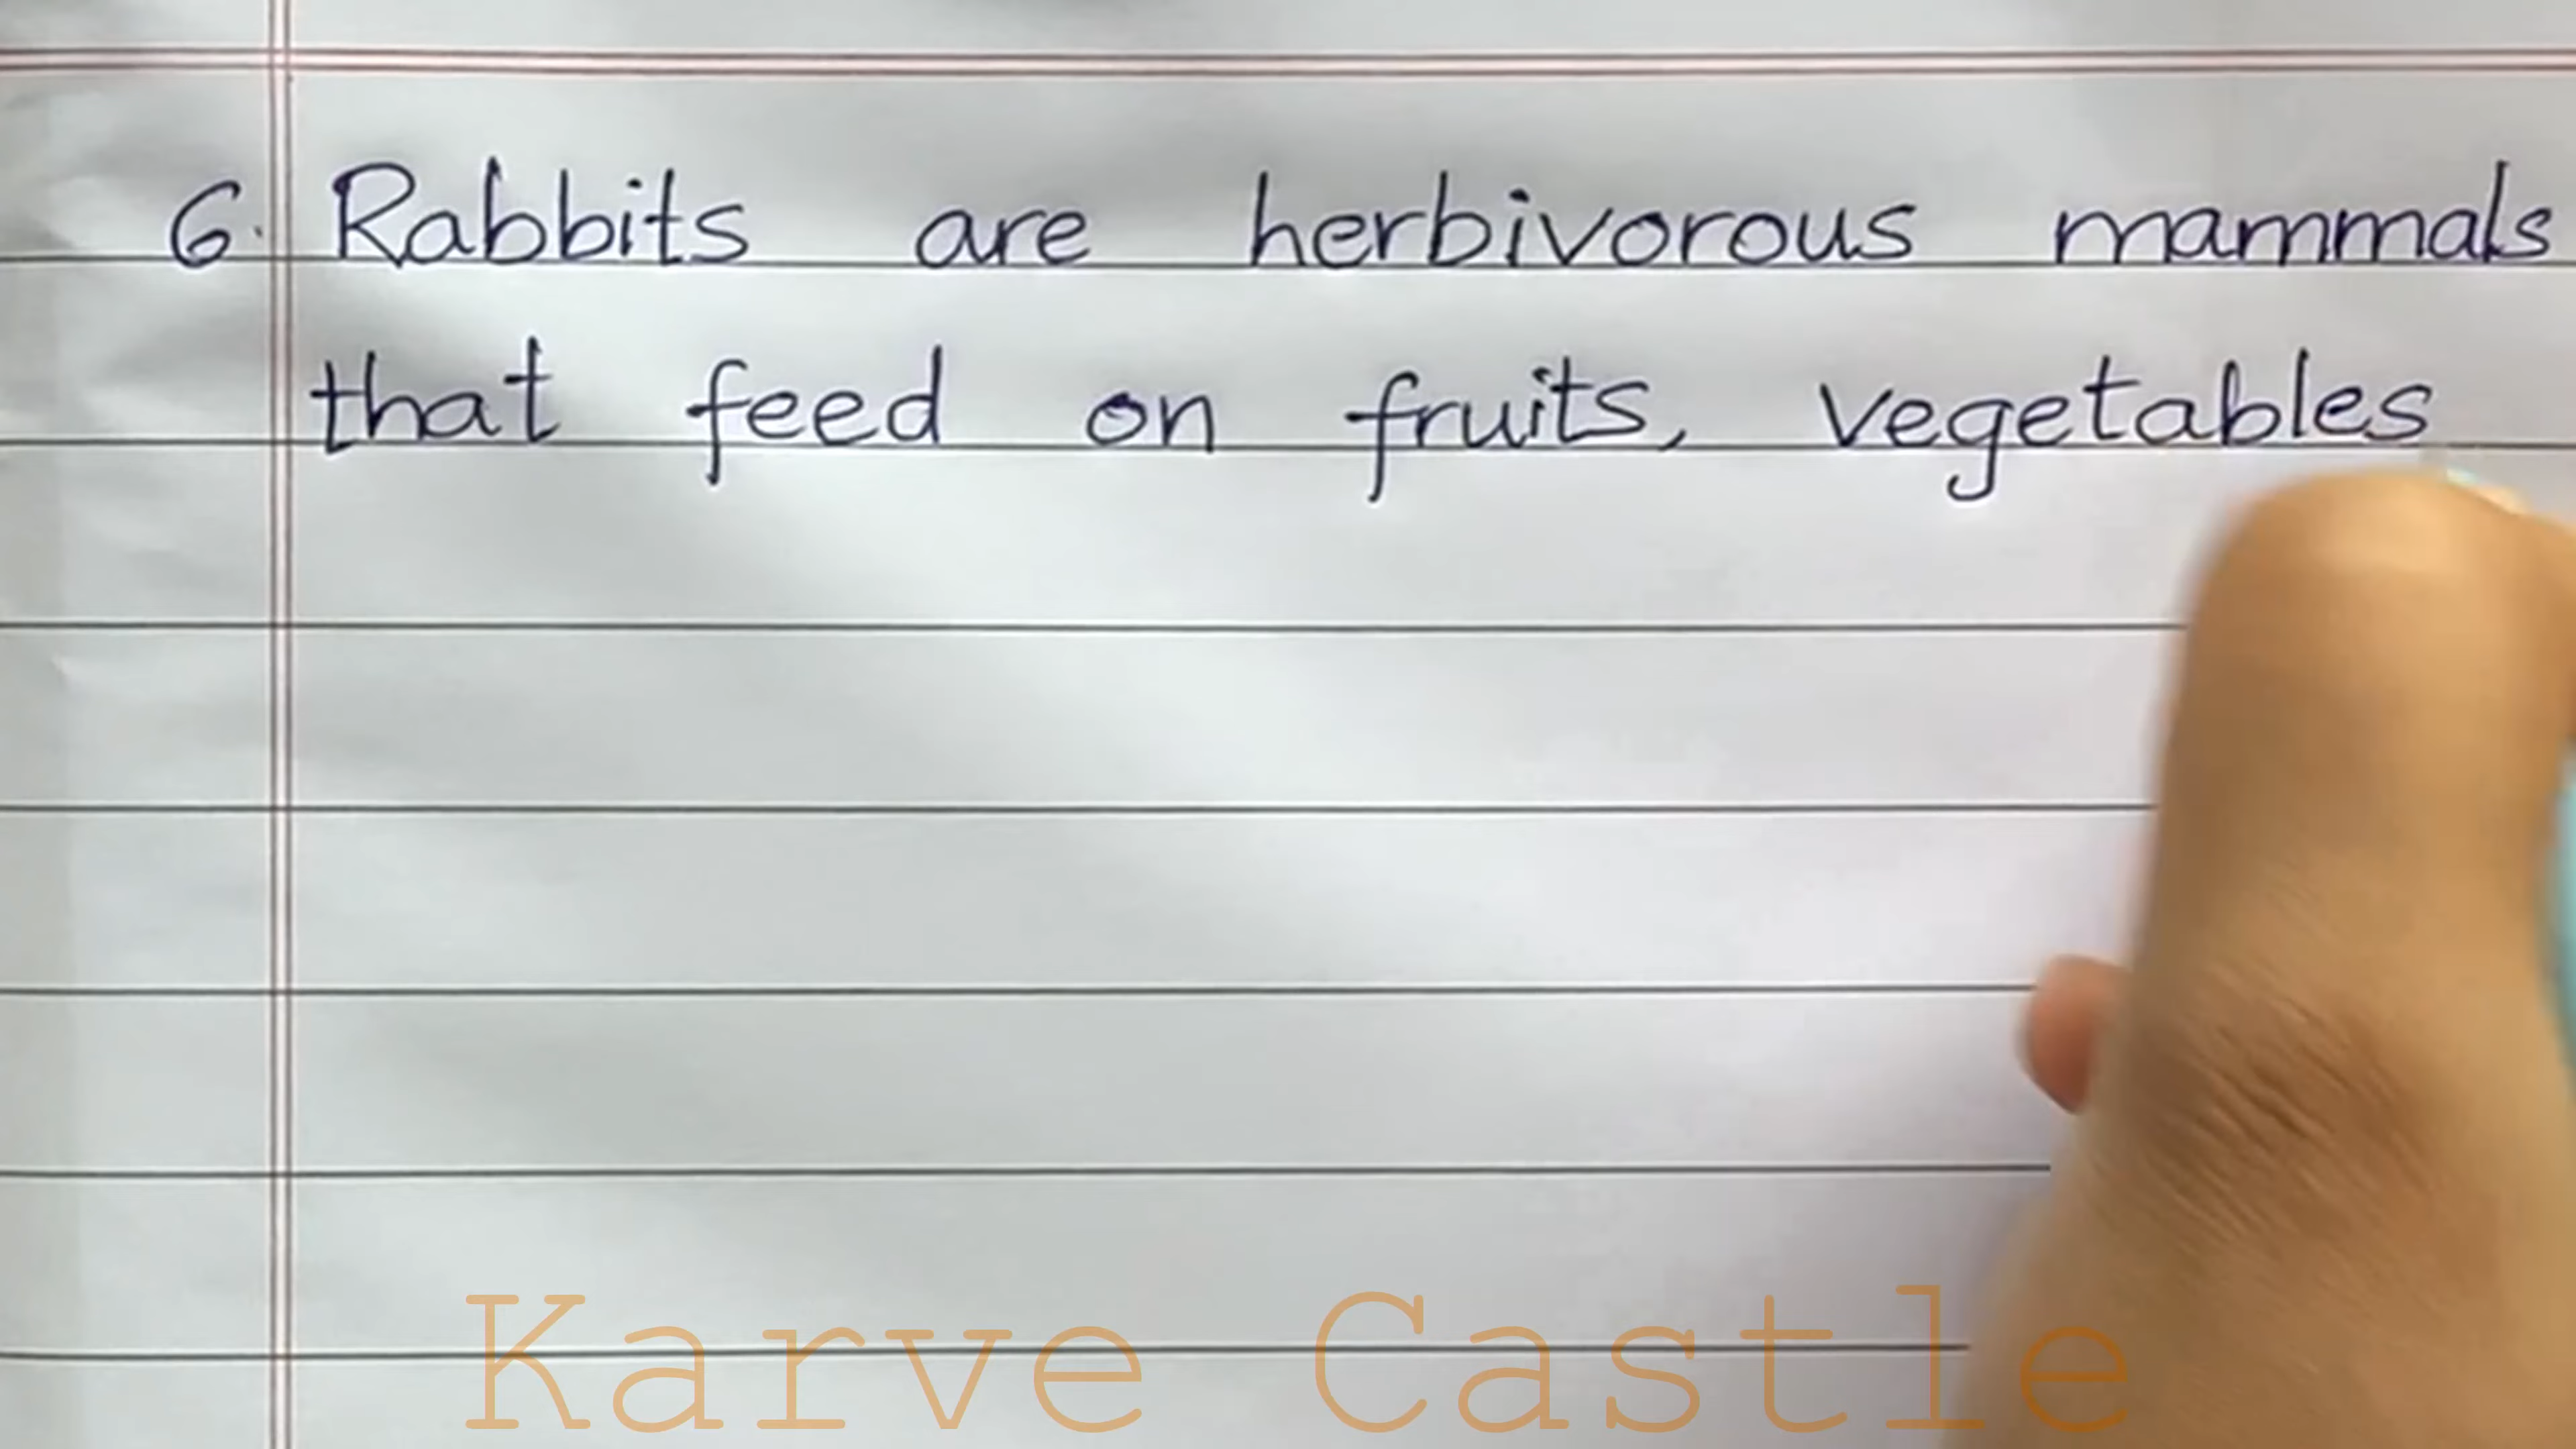 6. Rabbits are herbivorous mammals
that feed on fruits, vegetables
Karve Castle